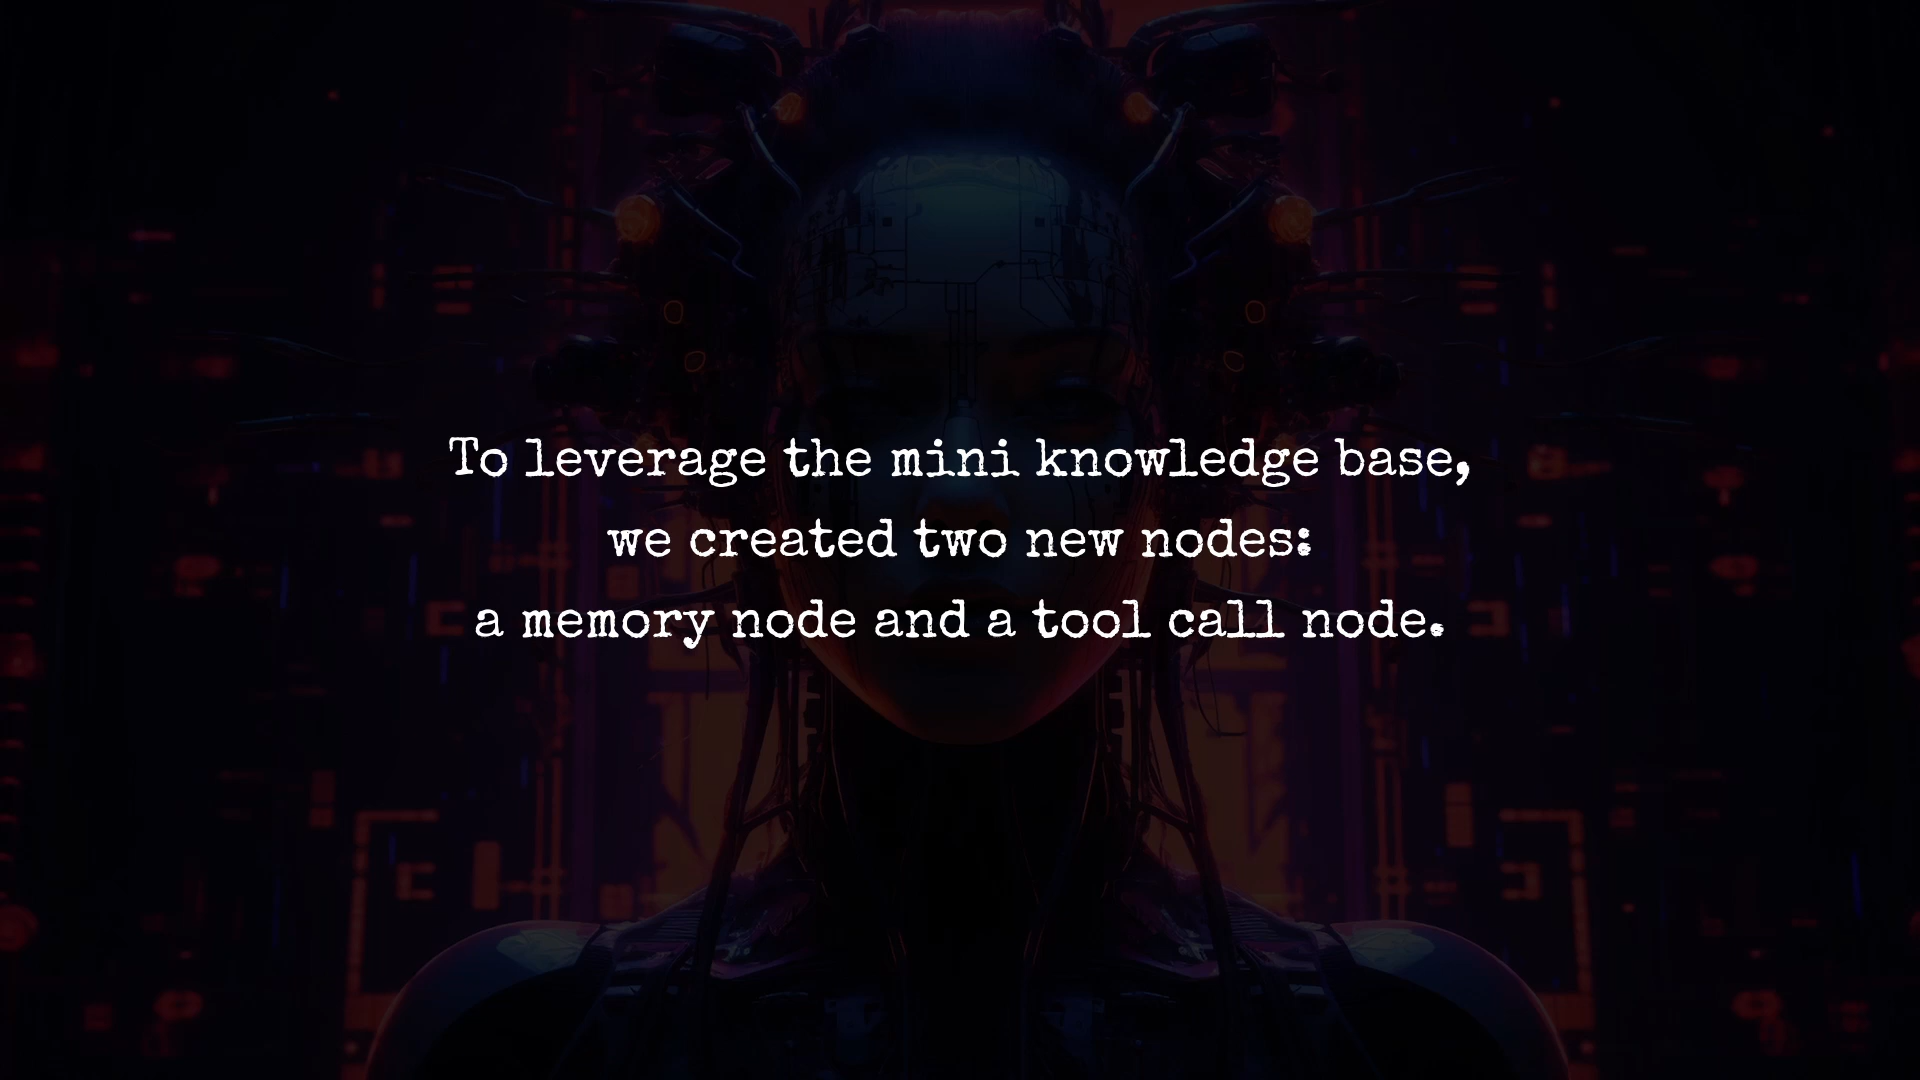 To leverage the mini knowledge base,
we created two new nodes:
a memory node and a tool call node.